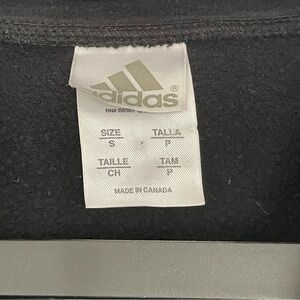 adidas®
SIZE TALLA
S P
TAILLE TAM
CH P
MADE IN CANADA